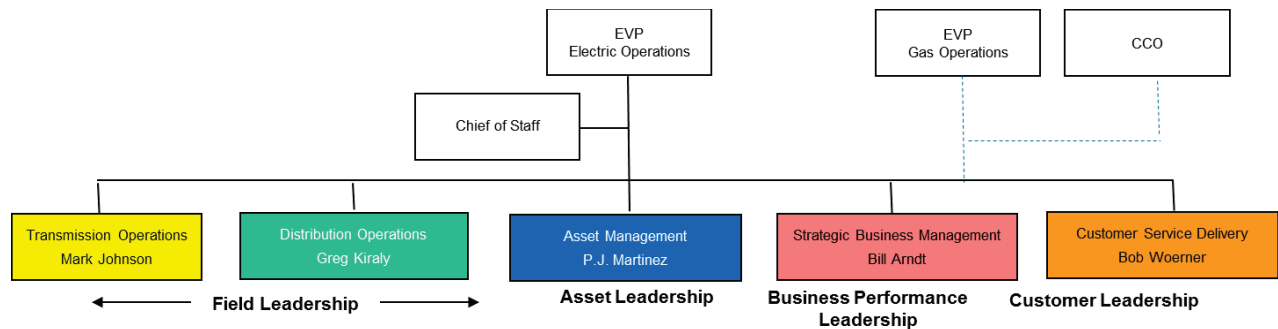 EVP
Electric Operations
EVP
Gas Operations
CCO
Chief of Staff
Transmission Operations
Mark Johnson
Distribution Operations
Greg Kiraly
Asset Management
P.J. Martinez
Strategic Business Management
Bill Arndt
Customer Service Delivery
Bob Woerner
Field Leadership
Asset Leadership
Business Performance
Leadership
Customer Leadership